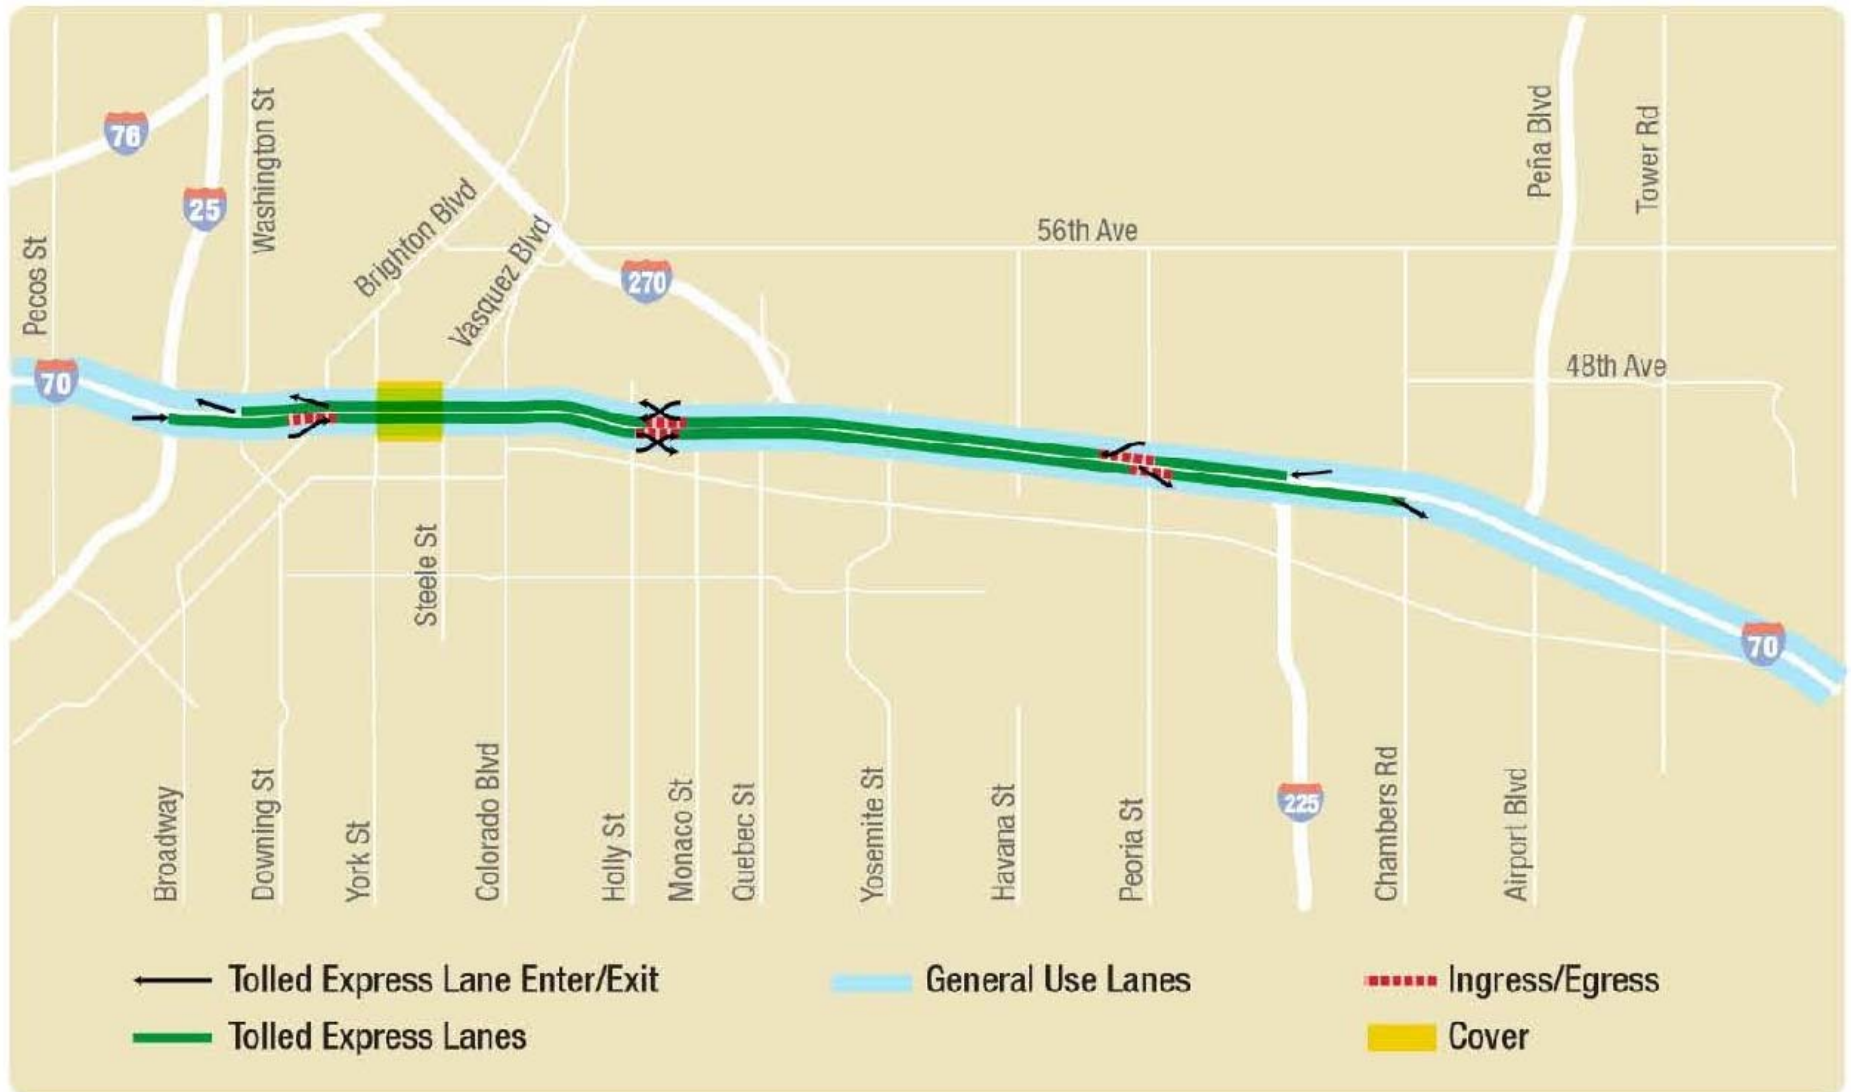 76
25
Washington St
Pecos St
Brighton Blvd
Vasquez Blvd
270
56th Ave
Peña Blvd
Tower Rd
48th Ave
70
Steele St
70
Broadway
Downing St
York St
Colorado Blvd
Holly St
Monaco St
Quebec St
Yosemite St
Havana St
Peoria St
225
Chambers Rd
Airport Blvd
Tolled Express Lane Enter/Exit
General Use Lanes
Ingress/Egress
Tolled Express Lanes
Cover